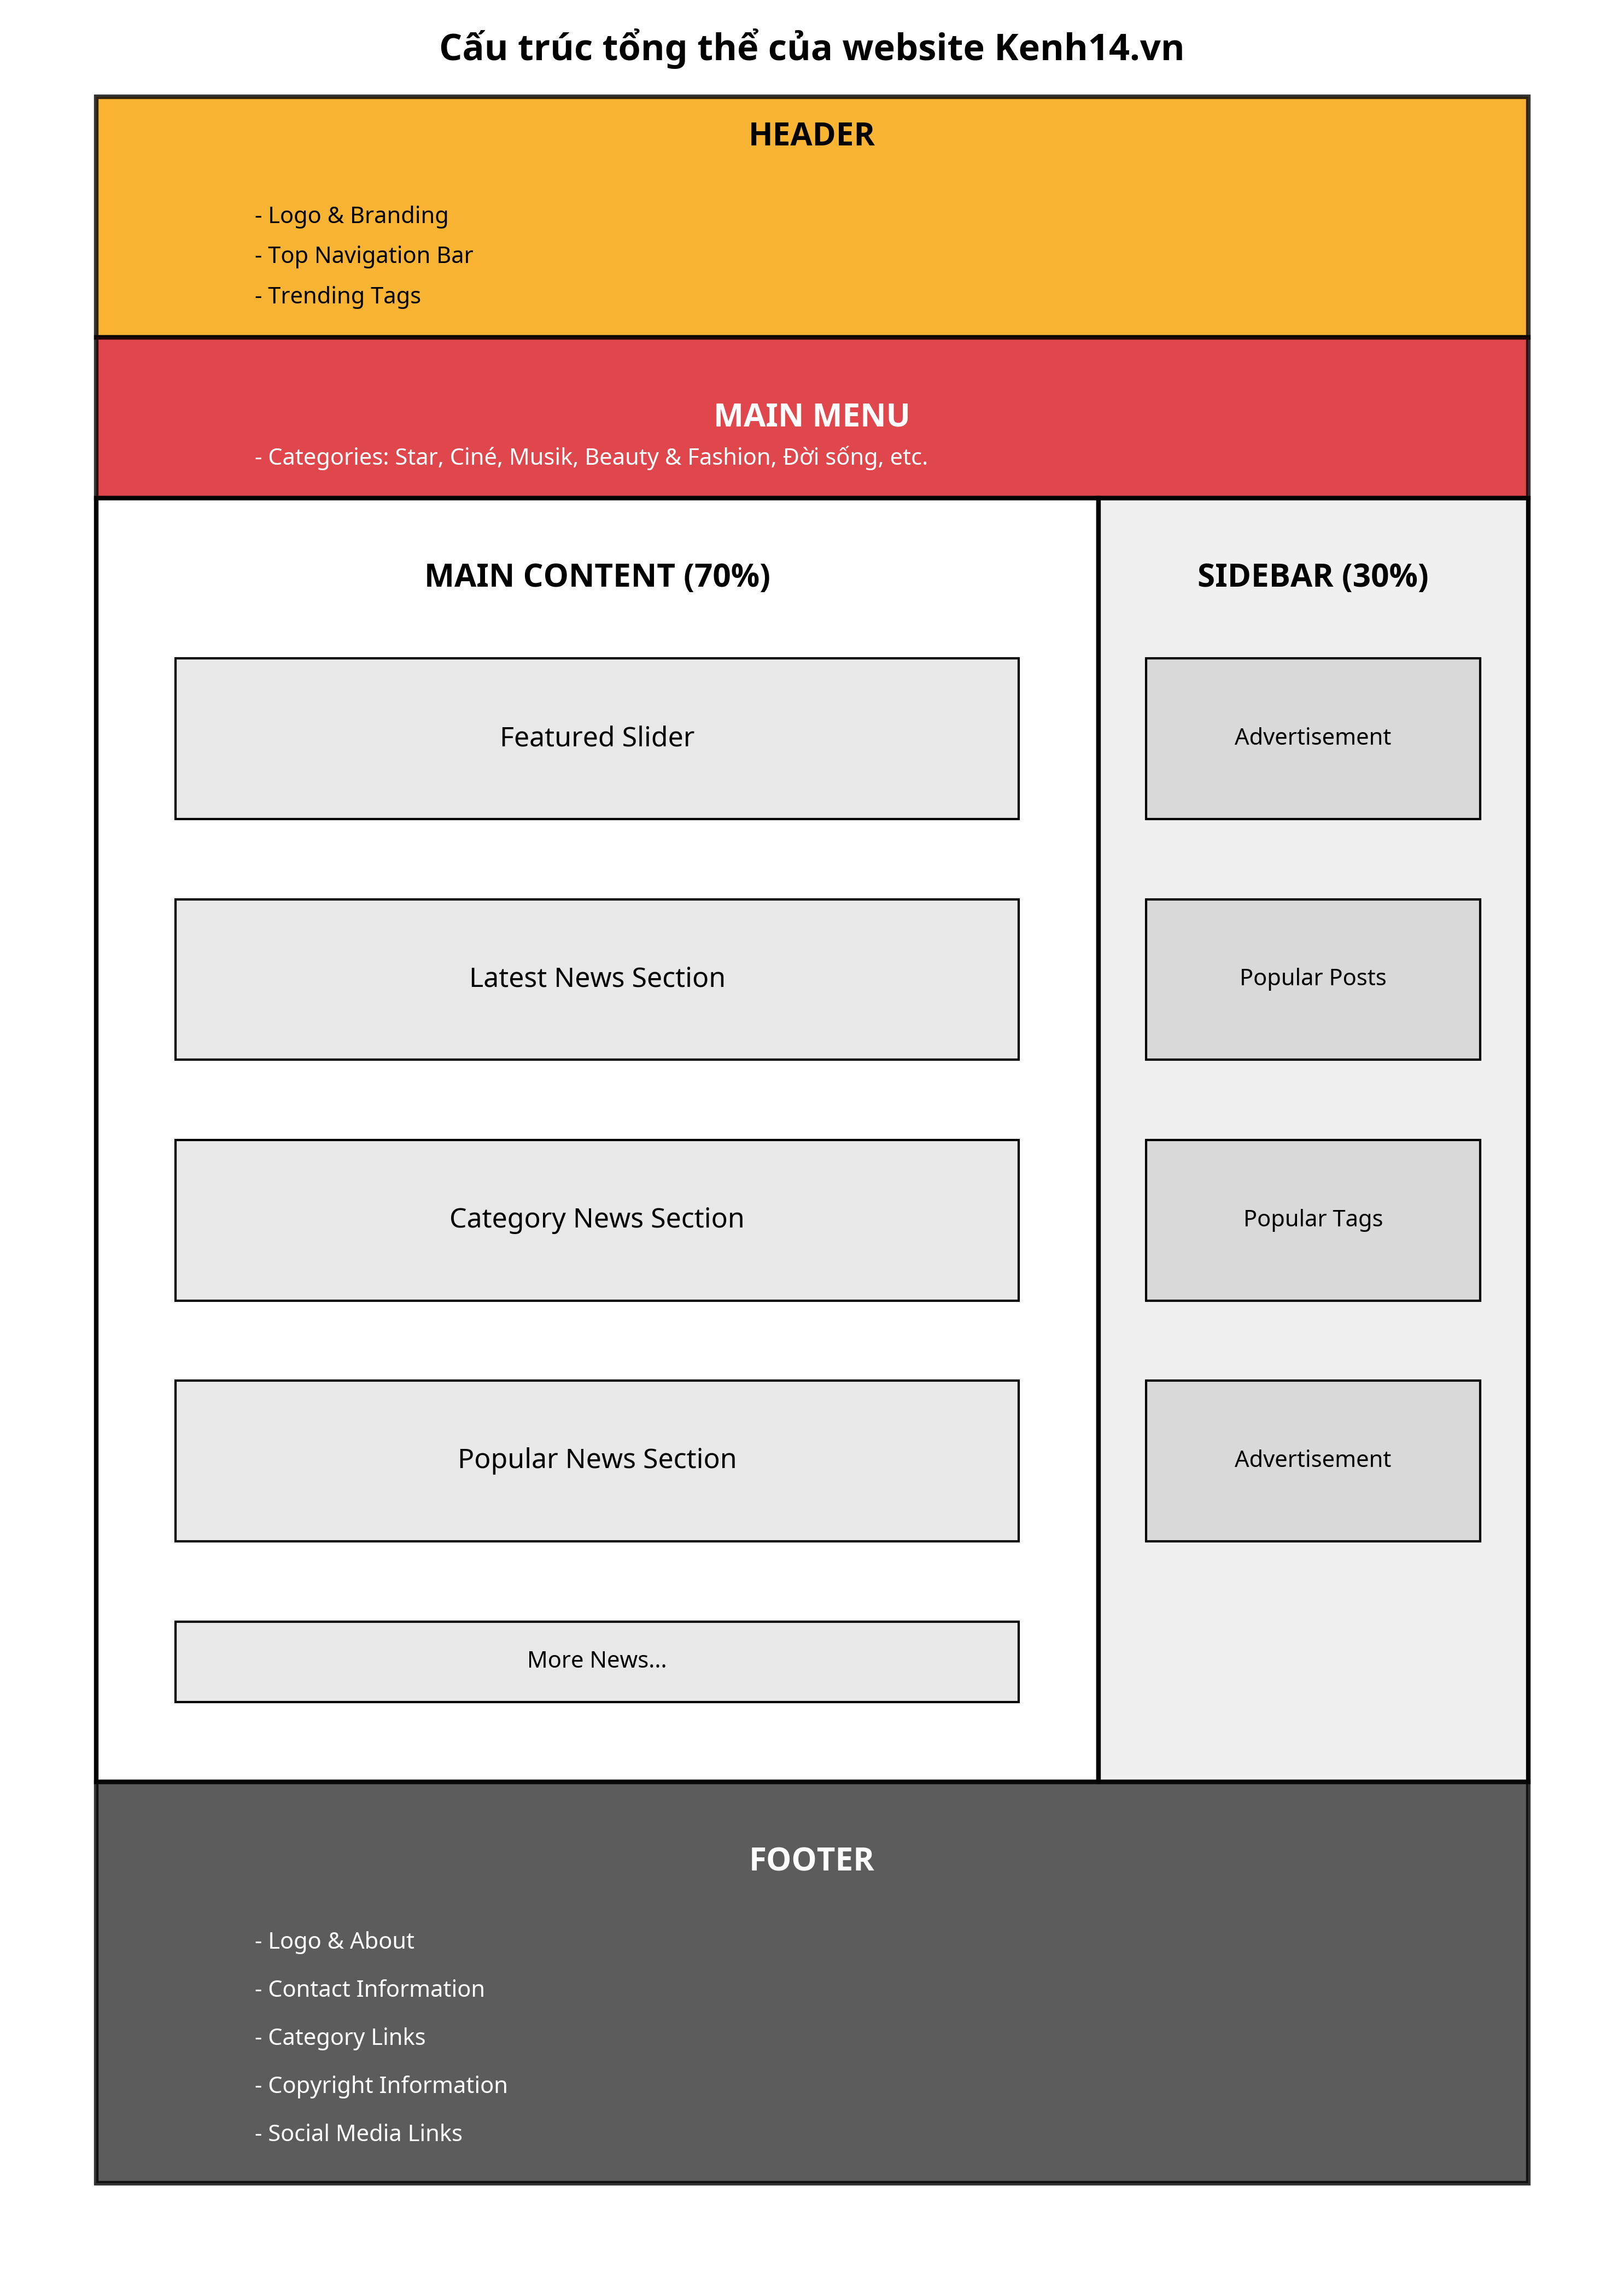 Cấu trúc tổng thể của website Kenh14.vn
HEADER
- Logo & Branding
- Top Navigation Bar
- Trending Tags
MAIN MENU
- Categories: Star, Ciné, Musik, Beauty & Fashion, Đời sống, etc.
MAIN CONTENT (70%)
Featured Slider
Latest News Section
Category News Section
Popular News Section
More News...
SIDEBAR (30%)
Advertisement
Popular Posts
Popular Tags
Advertisement
FOOTER
- Logo & About
- Contact Information
- Category Links
- Copyright Information
- Social Media Links